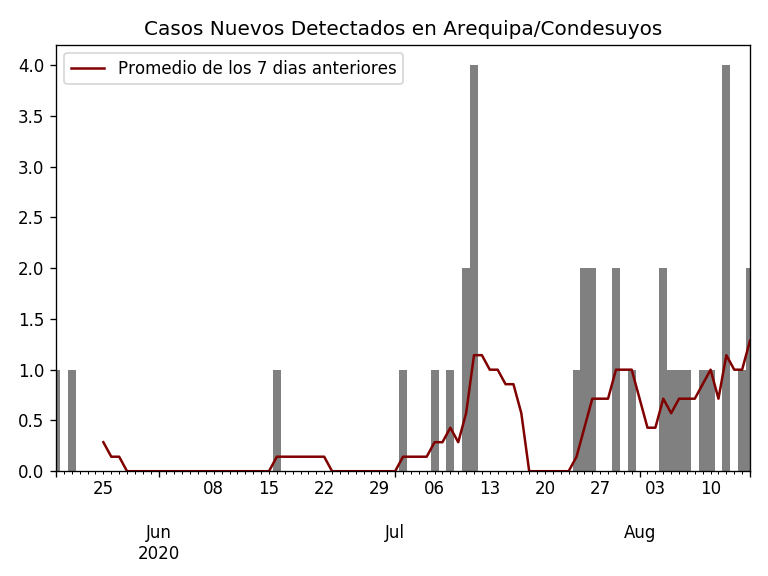 Casos Nuevos Detectados en Arequipa/Condesuyos
Promedio de los 7 dias anteriores
4.0
3.5
3.0
2.5
2.0
1.5
1.0
0.5
0.0
25 08 15 22 29 06 13 20 27 03 10
Jun Jul Aug
2020